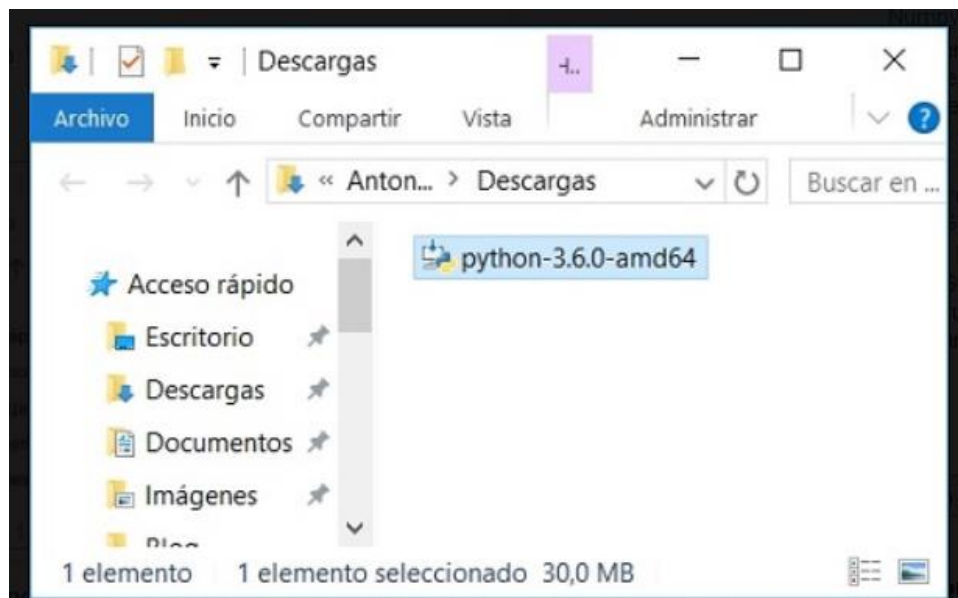 Descargas
Archivo Inicio Compartir Vista Administrar
« Anton... > Descargas Buscar en ...
python-3.6.0-amd64
Acceso rápido
Escritorio
Descargas
Documentos
Imágenes
1 elemento 1 elemento seleccionado 30,0 MB